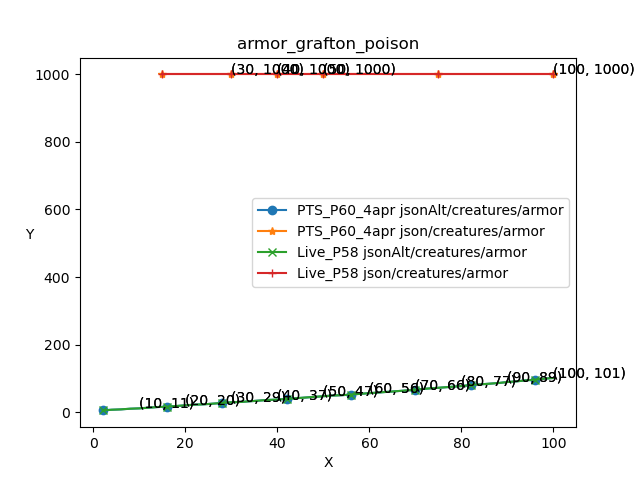 armor_grafton_poison
1000
(30, 1000)
(40, 1000)
(50, 1000)
(100, 1000)
800
600
Y
400
200
0
PTS_P60_4apr jsonAlt/creatures/armor
PTS_P60_4apr json/creatures/armor
Live_P58 jsonAlt/creatures/armor
Live_P58 json/creatures/armor
(10, 11)
(20, 20)
(30, 29)
(40, 37)
(50, 47)
(60, 56)
(70, 66)
(80, 77)
(90, 89)
(100, 101)
0 20 40 60 80 100
X